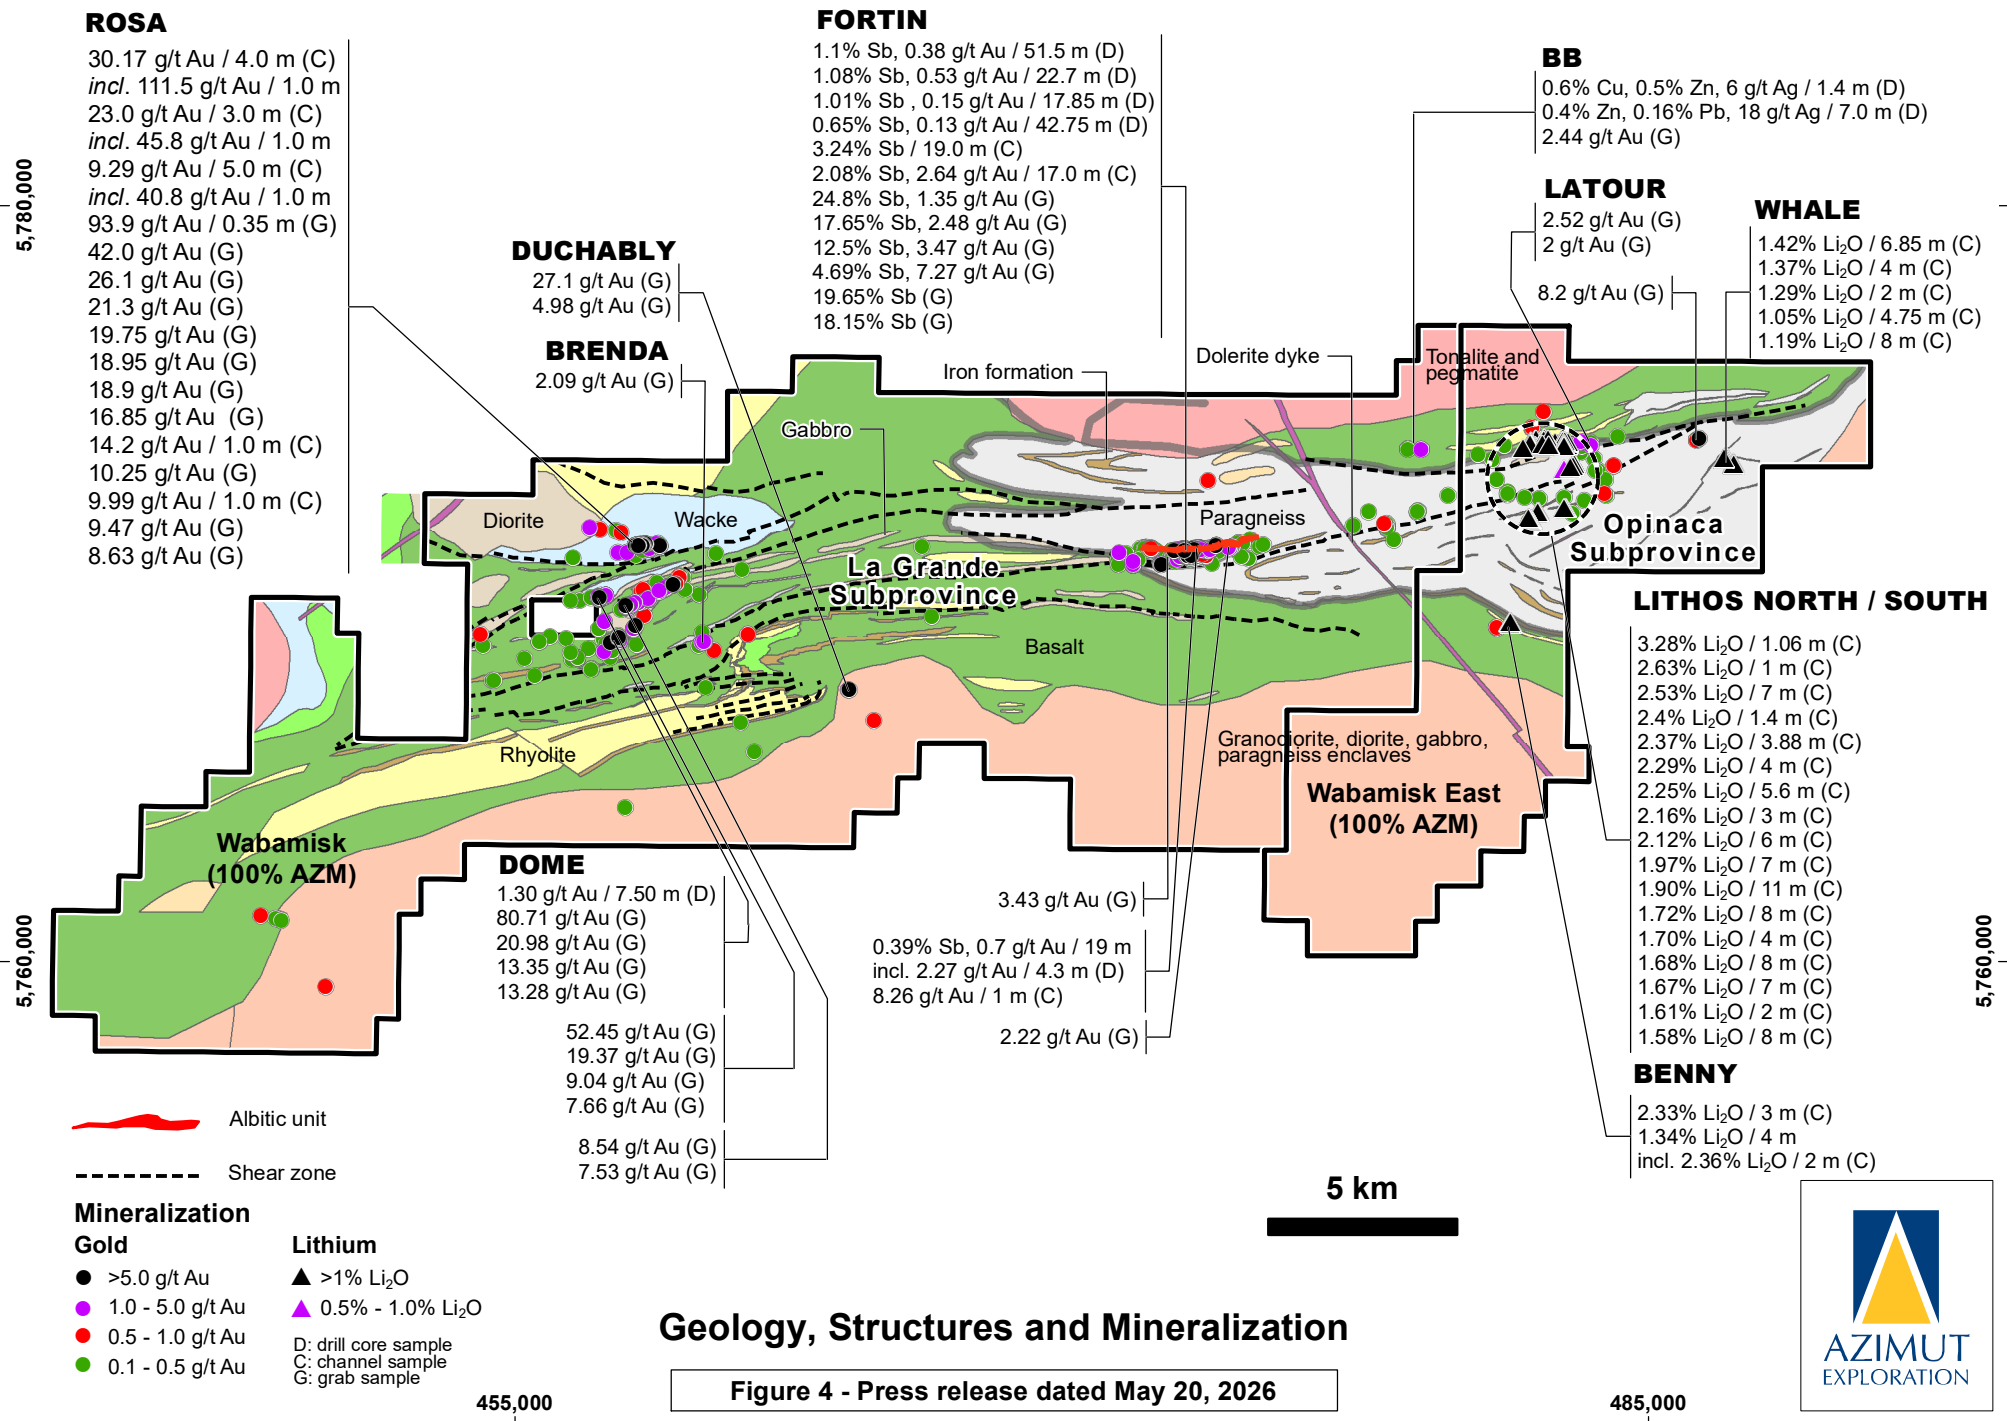 ROSA
30.17 g/t Au / 4.0 m (C)
incl. 111.5 g/t Au / 1.0 m
23.0 g/t Au / 3.0 m (C)
incl. 45.8 g/t Au / 1.0 m
9.29 g/t Au / 5.0 m (C)
incl. 40.8 g/t Au / 1.0 m
93.9 g/t Au / 0.35 m (G)
42.0 g/t Au (G)
26.1 g/t Au (G)
21.3 g/t Au (G)
19.75 g/t Au (G)
18.95 g/t Au (G)
18.9 g/t Au (G)
16.85 g/t Au (G)
14.2 g/t Au / 1.0 m (C)
10.25 g/t Au (G)
9.99 g/t Au / 1.0 m (C)
9.47 g/t Au (G)
8.63 g/t Au (G)
DUCHABLY
27.1 g/t Au (G)
4.98 g/t Au (G)
BRENDA
2.09 g/t Au (G)
FORTIN
1.1% Sb, 0.38 g/t Au / 51.5 m (D)
1.08% Sb, 0.53 g/t Au / 22.7 m (D)
1.01% Sb , 0.15 g/t Au / 17.85 m (D)
0.65% Sb, 0.13 g/t Au / 42.75 m (D)
3.24% Sb / 19.0 m (C)
2.08% Sb, 2.64 g/t Au / 17.0 m (C)
24.8% Sb, 1.35 g/t Au (G)
17.65% Sb, 2.48 g/t Au (G)
12.5% Sb, 3.47 g/t Au (G)
4.69% Sb, 7.27 g/t Au (G)
19.65% Sb (G)
18.15% Sb (G)
BB
0.6% Cu, 0.5% Zn, 6 g/t Ag / 1.4 m (D)
0.4% Zn, 0.16% Pb, 18 g/t Ag / 7.0 m (D)
2.44 g/t Au (G)
LATOUR
2.52 g/t Au (G)
2 g/t Au (G)
8.2 g/t Au (G)
WHALE
1.42% Li2O / 6.85 m (C)
1.37% Li2O / 4 m (C)
1.29% Li2O / 2 m (C)
1.05% Li2O / 4.75 m (C)
1.19% Li2O / 8 m (C)
5,780,000
Iron formation
Dolerite dyke
Tonalite and
pegmatite
Gabbro
Diorite
Wacke
Paragneiss
La Grande
Subprovince
Opinaca
Subprovince
Basalt
Rhyolite
Granodiorite, diorite, gabbro,
paragneiss enclaves
Wabamisk East
(100% AZM)
Wabamisk
(100% AZM)
LITHOS NORTH / SOUTH
3.28% Li2O / 1.06 m (C)
2.63% Li2O / 1 m (C)
2.53% Li2O / 7 m (C)
2.4% Li2O / 1.4 m (C)
2.37% Li2O / 3.88 m (C)
2.29% Li2O / 4 m (C)
2.25% Li2O / 5.6 m (C)
2.16% Li2O / 3 m (C)
2.12% Li2O / 6 m (C)
1.97% Li2O / 7 m (C)
1.90% Li2O / 11 m (C)
1.72% Li2O / 8 m (C)
1.70% Li2O / 4 m (C)
1.68% Li2O / 8 m (C)
1.67% Li2O / 7 m (C)
1.61% Li2O / 2 m (C)
1.58% Li2O / 8 m (C)
BENNY
2.33% Li2O / 3 m (C)
1.34% Li2O / 4 m
incl. 2.36% Li2O / 2 m (C)
DOME
1.30 g/t Au / 7.50 m (D)
80.71 g/t Au (G)
20.98 g/t Au (G)
13.35 g/t Au (G)
13.28 g/t Au (G)
52.45 g/t Au (G)
19.37 g/t Au (G)
9.04 g/t Au (G)
7.66 g/t Au (G)
8.54 g/t Au (G)
7.53 g/t Au (G)
3.43 g/t Au (G)
0.39% Sb, 0.7 g/t Au / 19 m
incl. 2.27 g/t Au / 4.3 m (D)
8.26 g/t Au / 1 m (C)
2.22 g/t Au (G)
5,760,000
5,760,000
Albitic unit
Shear zone
Mineralization
Gold
>5.0 g/t Au
1.0 - 5.0 g/t Au
0.5 - 1.0 g/t Au
0.1 - 0.5 g/t Au
Lithium
>1% Li2O
0.5% - 1.0% Li2O
D: drill core sample
C: channel sample
G: grab sample
5 km
Geology, Structures and Mineralization
Figure 4 - Press release dated May 20, 2026
455,000
485,000
AZIMUT
EXPLORATION